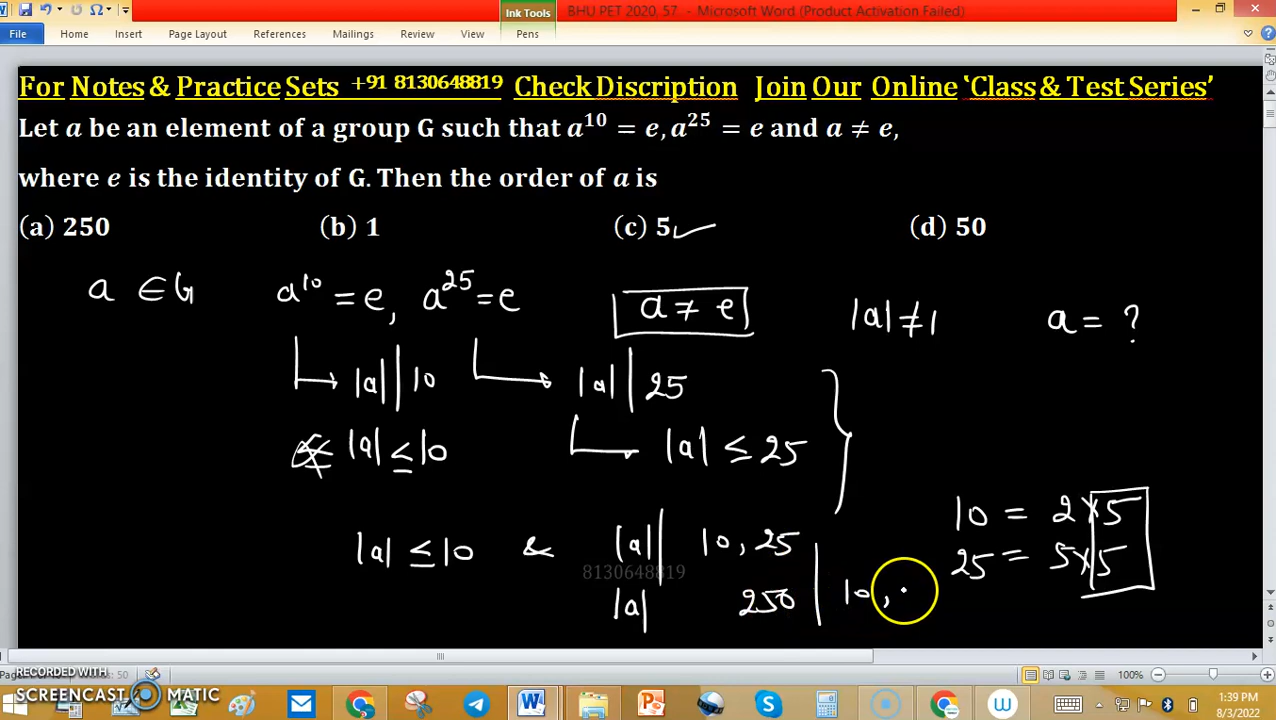 Ink Tools
BHU PET 2020, 57. - Microsoft Word (Product Activation Failed)
File Home Insert Page Layout References Mailings Review View Pens
For Notes & Practice Sets +91 8130648819 Check Discription Join Our Online 'Class & Test Series'
Let a be an element of a group G such that a¹⁰ = e, a²⁵ = e and a ≠ e,
where e is the identity of G. Then the order of a is
(a) 250 (b) 1 (c) 5 ✓ (d) 50
a ∈ G a¹⁰ = e, a²⁵ = e a ≠ e |a| ≠ 1 a = ?
|a| | 10 |a| | 25
|a| ≤ 10 |a| ≤ 25
10 = 2×5
|a| ≤ 10 & |a| | 10, 25
25 = 5×5
8130648819
|a| 250 | 10,
RECORDED WITH
SCREENCAST MATIC
50
100%
1:39 PM
8/3/2022